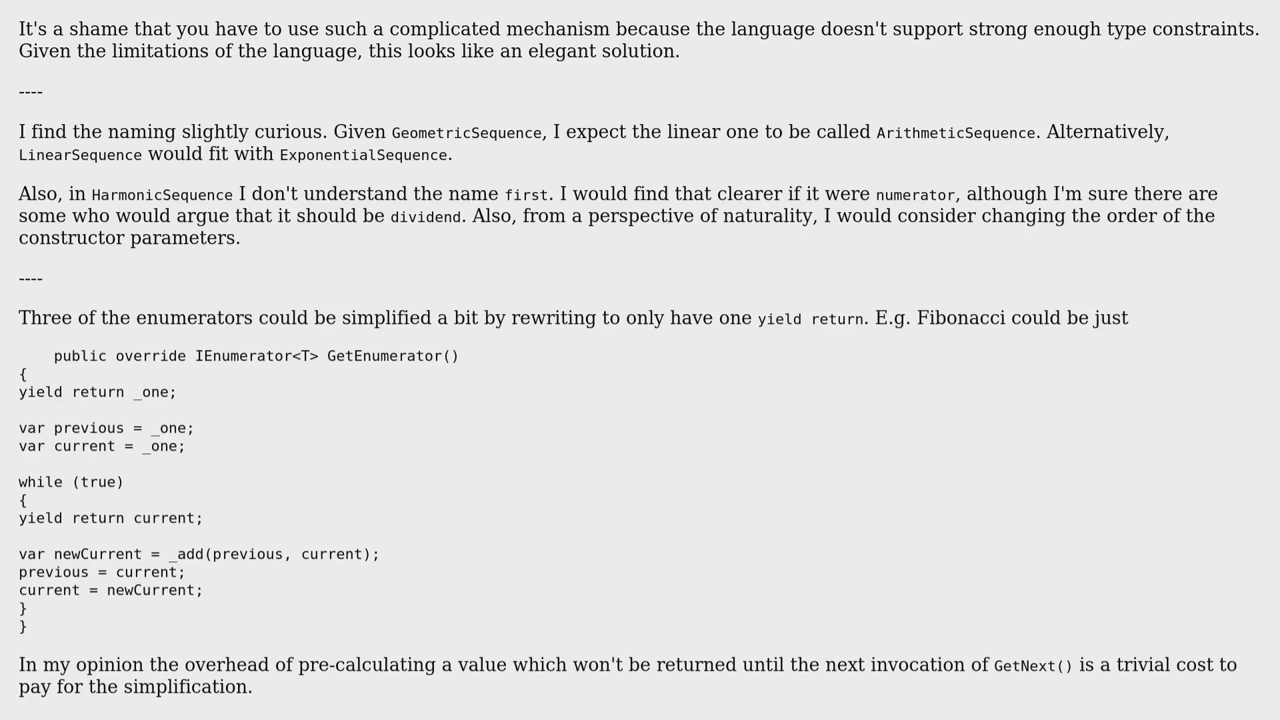 It's a shame that you have to use such a complicated mechanism because the language doesn't support strong enough type constraints.
Given the limitations of the language, this looks like an elegant solution.
----
I find the naming slightly curious. Given GeometricSequence, I expect the linear one to be called ArithmeticSequence. Alternatively,
LinearSequence would fit with ExponentialSequence.
Also, in HarmonicSequence I don't understand the name first. I would find that clearer if it were numerator, although I'm sure there are
some who would argue that it should be dividend. Also, from a perspective of naturality, I would consider changing the order of the
constructor parameters.
----
Three of the enumerators could be simplified a bit by rewriting to only have one yield return. E.g. Fibonacci could be just
public override IEnumerator<T> GetEnumerator()
{
yield return _one;
var previous = _one;
var current = _one;
while (true)
{
yield return current;
var newCurrent = _add(previous, current);
previous = current;
current = newCurrent;
}
}
In my opinion the overhead of pre-calculating a value which won't be returned until the next invocation of GetNext() is a trivial cost to
pay for the simplification.